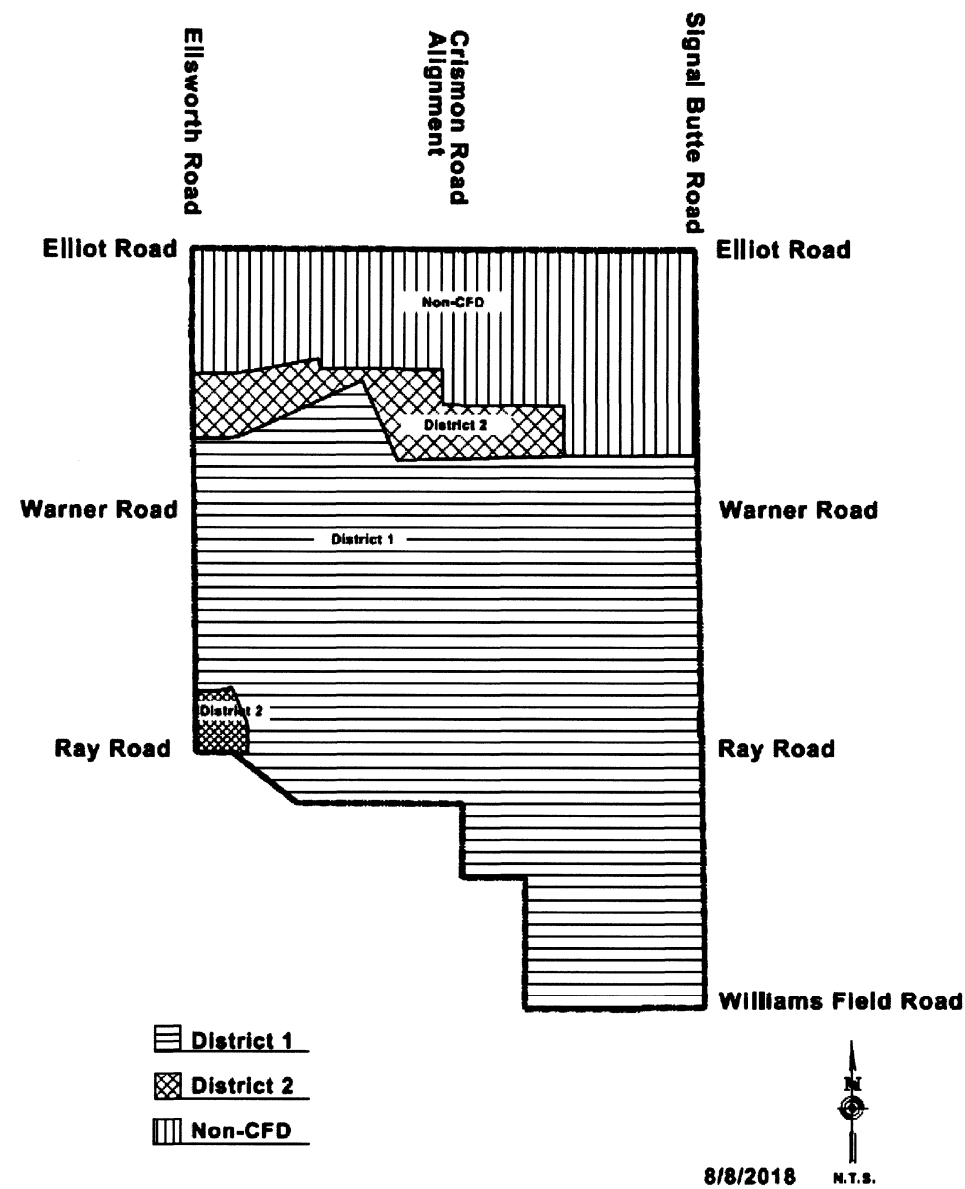 Ellsworth Road
Crismon Road
Alignment
Signal Butte Road
Elliot Road
Elliot Road
Non-CFD
District 2
Warner Road
Warner Road
District 1
District 2
Ray Road
Ray Road
Williams Field Road
District 1
District 2
Non-CFD
N
8/8/2018
N.T.S.